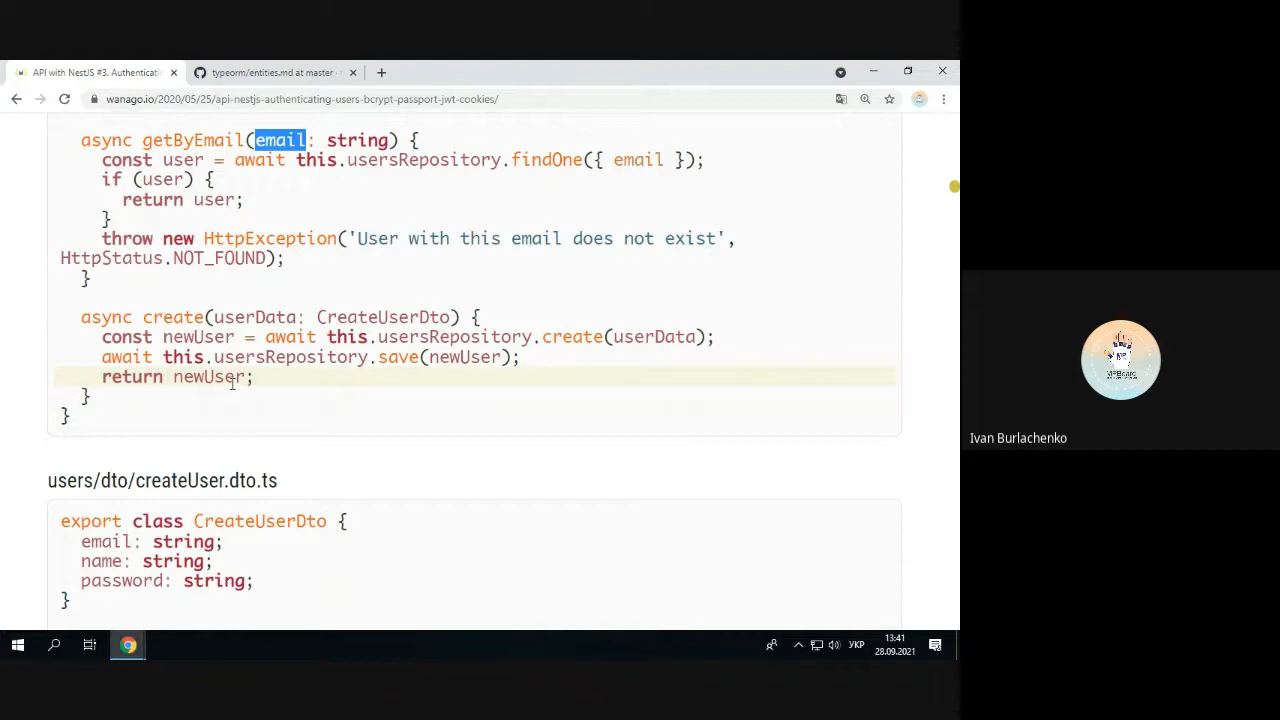 API with NestJS #3. Authenticati
typeorm/entities.md at master ·
wanago.io/2020/05/25/api-nestjs-authenticating-users-bcrypt-passport-jwt-cookies/
async getByEmail(email: string) {
const user = await this.usersRepository.findOne({ email });
if (user) {
return user;
}
throw new HttpException('User with this email does not exist',
HttpStatus.NOT_FOUND);
}
async create(userData: CreateUserDto) {
const newUser = await this.usersRepository.create(userData);
await this.usersRepository.save(newUser);
return newUser;
}
}
users/dto/createUser.dto.ts
export class CreateUserDto {
email: string;
name: string;
password: string;
}
Ivan Burlachenko
УКР
13:41
28.09.2021